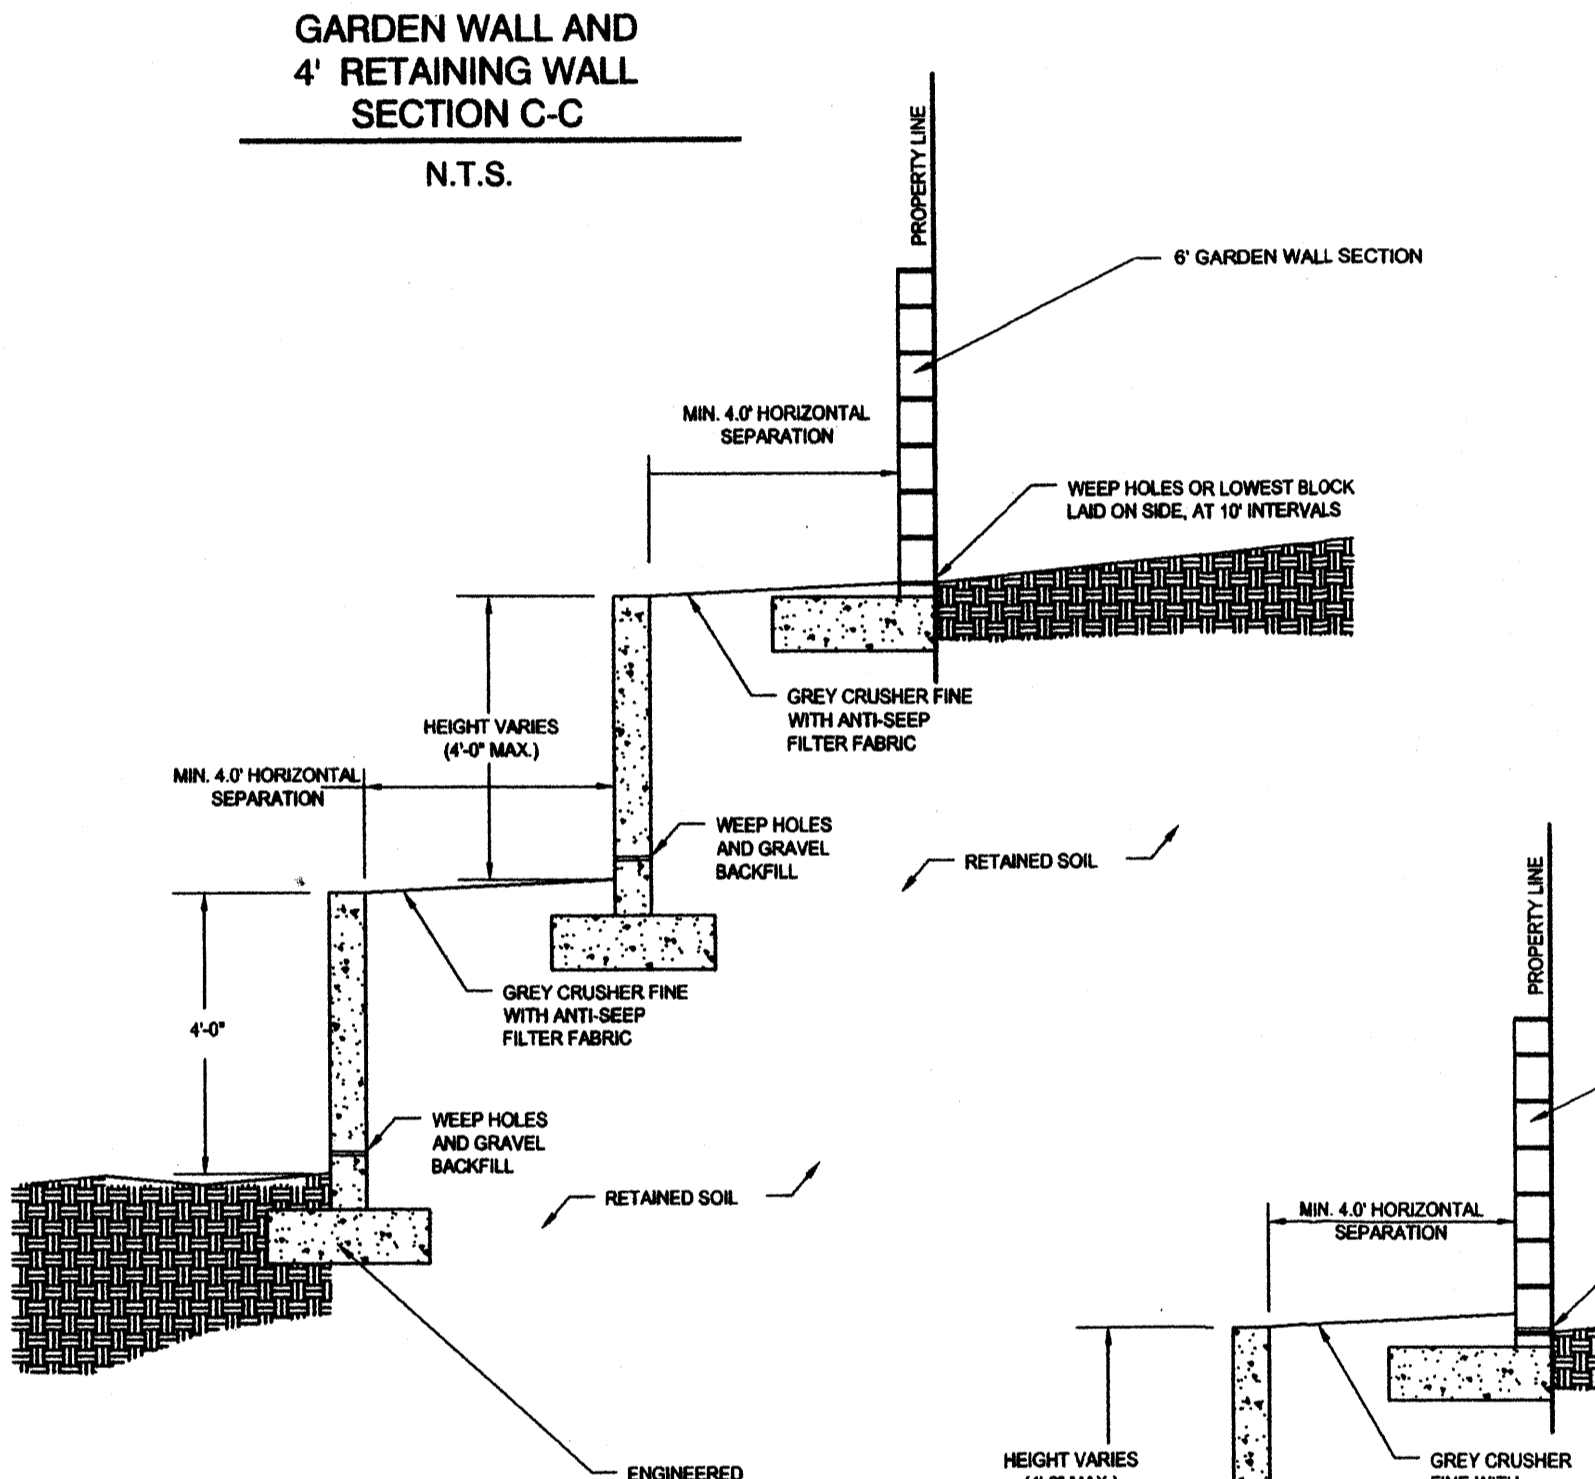 GARDEN WALL AND
4' RETAINING WALL
SECTION C-C
N.T.S.
PROPERTY LINE
6' GARDEN WALL SECTION
MIN. 4.0' HORIZONTAL
SEPARATION
WEEP HOLES OR LOWEST BLOCK
LAID ON SIDE, AT 10' INTERVALS
GREY CRUSHER FINE
WITH ANTI-SEEP
FILTER FABRIC
HEIGHT VARIES
(4'-0" MAX.)
MIN. 4.0' HORIZONTAL
SEPARATION
WEEP HOLES
AND GRAVEL
BACKFILL
RETAINED SOIL
GREY CRUSHER FINE
WITH ANTI-SEEP
FILTER FABRIC
4'-0"
WEEP HOLES
AND GRAVEL
BACKFILL
RETAINED SOIL
ENGINEERED
PROPERTY LINE
MIN. 4.0' HORIZONTAL
SEPARATION
HEIGHT VARIES
GREY CRUSHER